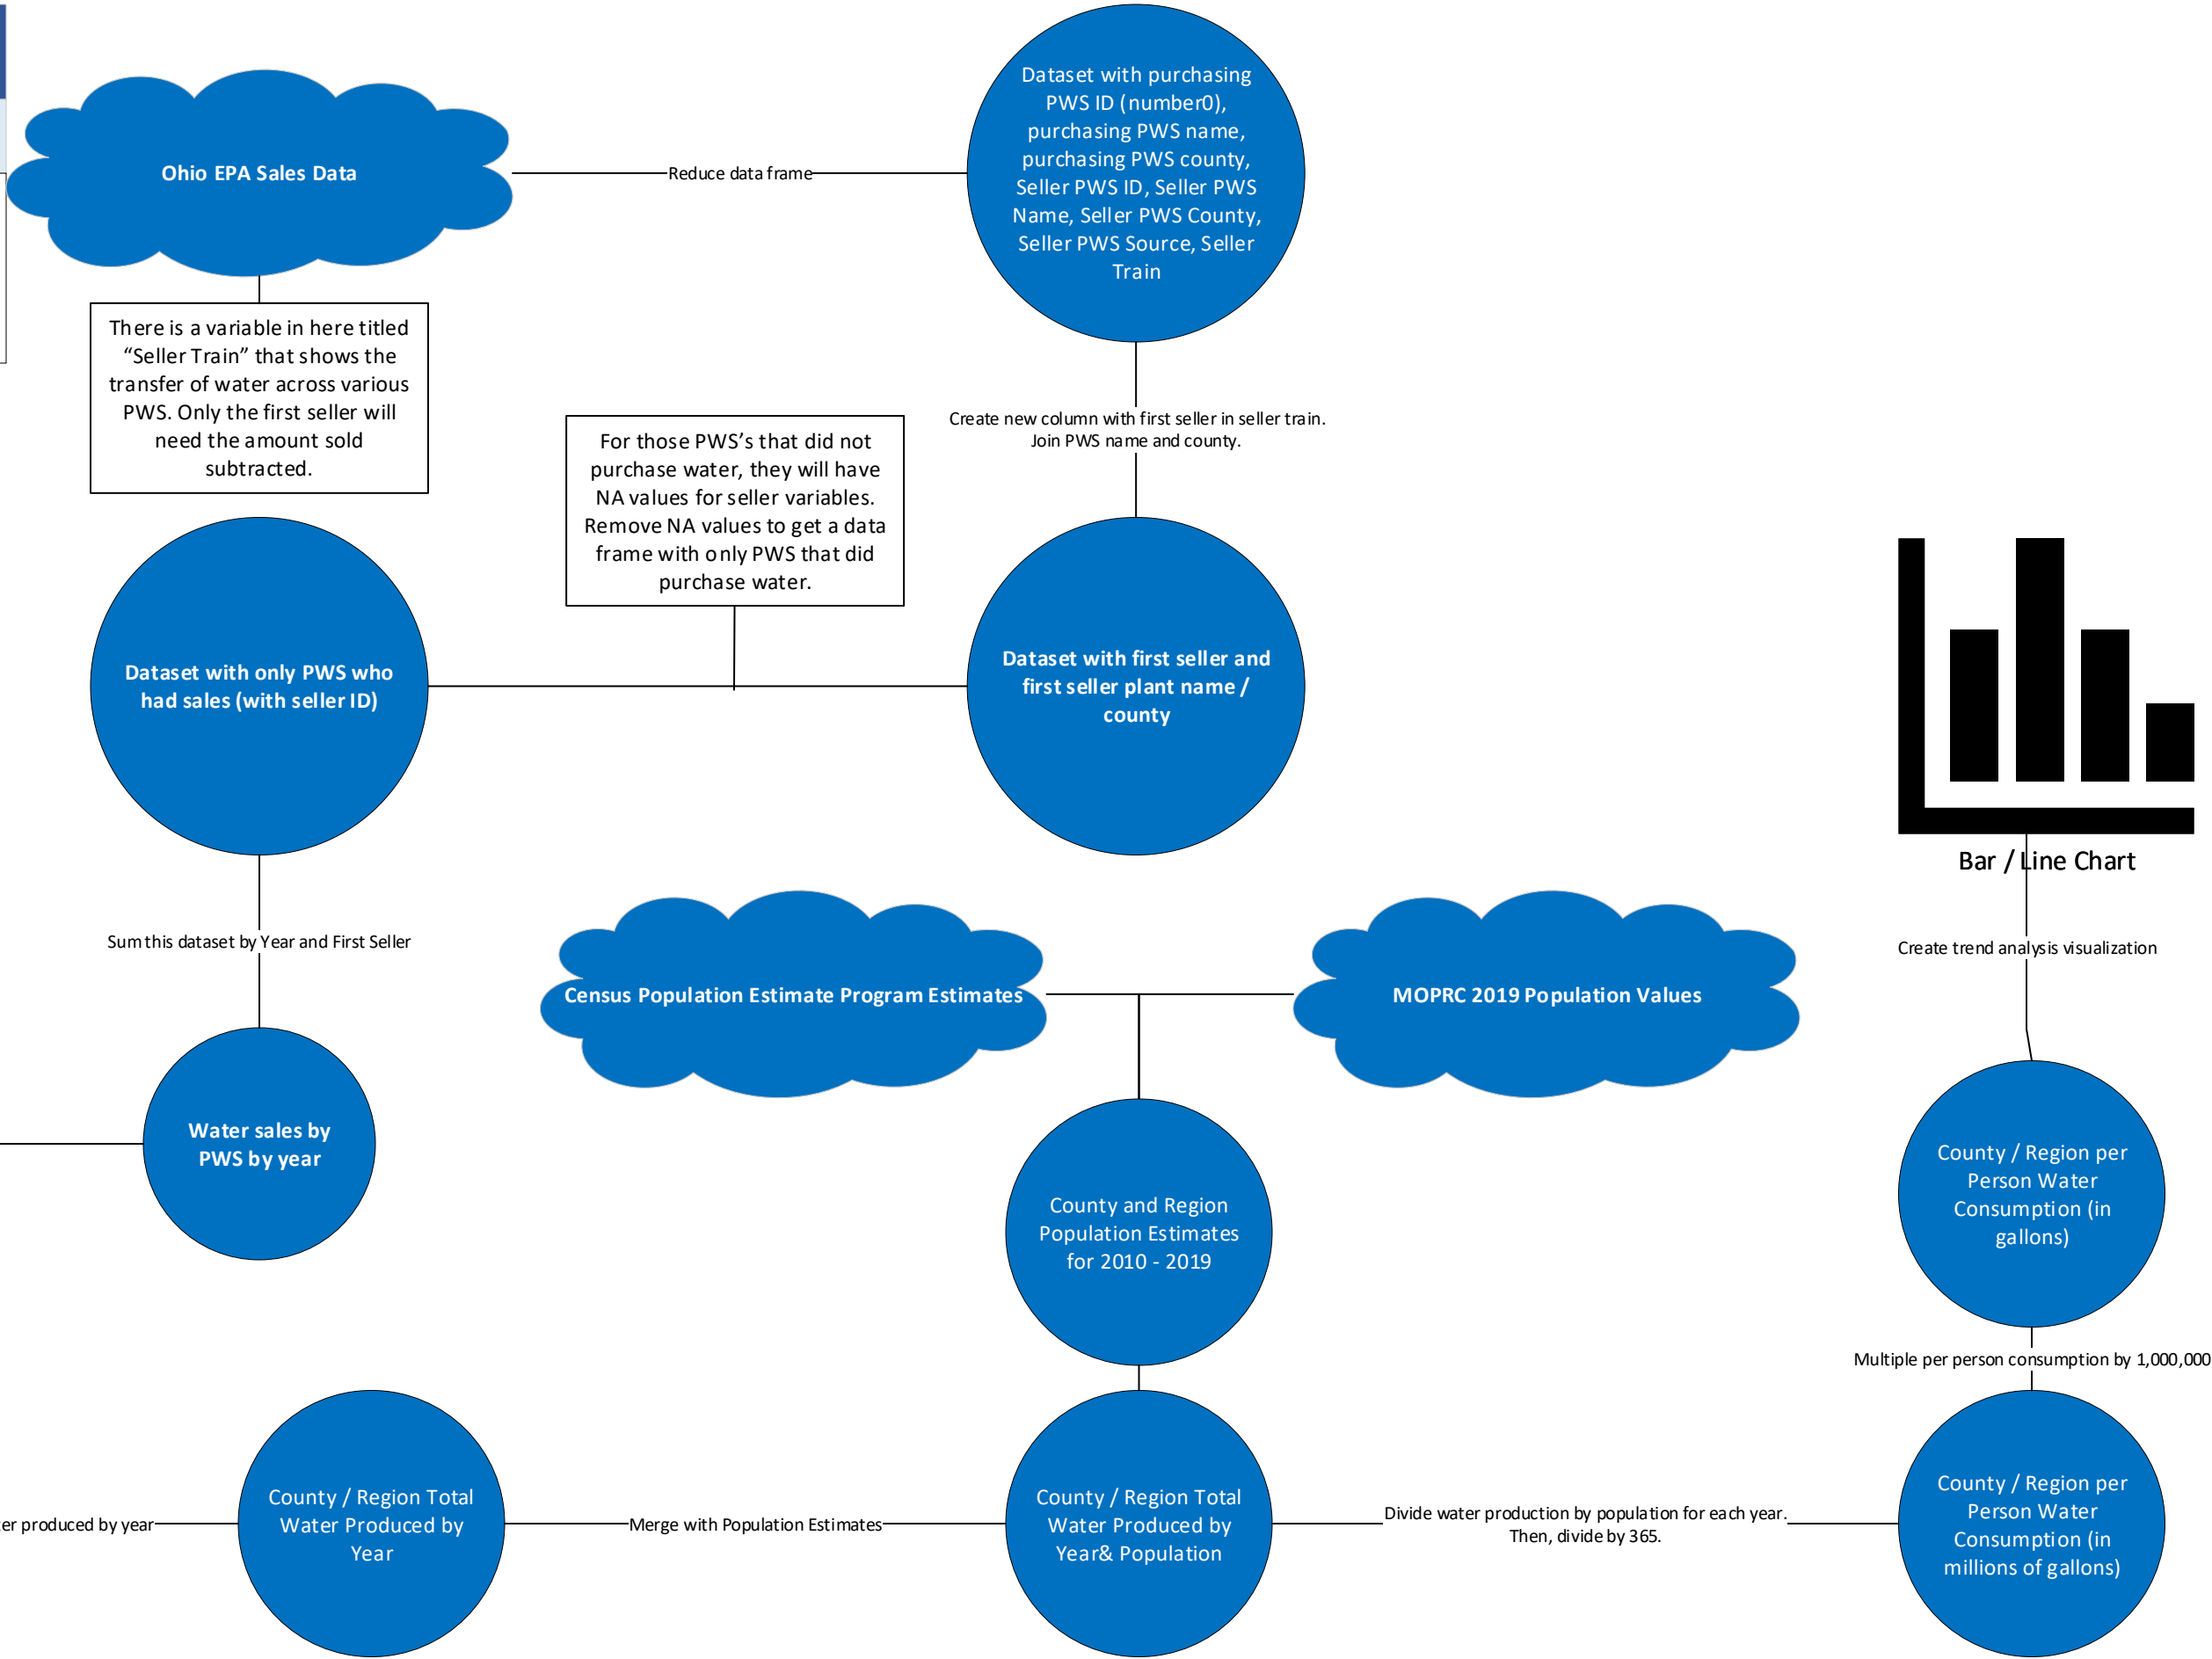 Ohio EPA Sales Data
Reduce data frame
Dataset with purchasing
PWS ID (number0),
purchasing PWS name,
purchasing PWS county,
Seller PWS ID, Seller PWS
Name, Seller PWS County,
Seller PWS Source, Seller
Train
There is a variable in here titled
“Seller Train” that shows the
transfer of water across various
PWS. Only the first seller will
need the amount sold
subtracted.
For those PWS's that did not
purchase water, they will have
NA values for seller variables.
Remove NA values to get a data
frame with only PWS that did
purchase water.
Create new column with first seller in seller train.
Join PWS name and county.
Dataset with only PWS who
had sales (with seller ID)
Dataset with first seller and
first seller plant name /
county
Bar / Line Chart
Sum this dataset by Year and First Seller
Census Population Estimate Program Estimates
MOPRC 2019 Population Values
Create trend analysis visualization
Water sales by
PWS by year
County and Region
Population Estimates
for 2010 - 2019
County / Region per
Person Water
Consumption (in
gallons)
Multiple per person consumption by 1,000,000
er produced by year
County / Region Total
Water Produced by
Year
Merge with Population Estimates
County / Region Total
Water Produced by
Year& Population
Divide water production by population for each year.
Then, divide by 365.
County / Region per
Person Water
Consumption (in
millions of gallons)